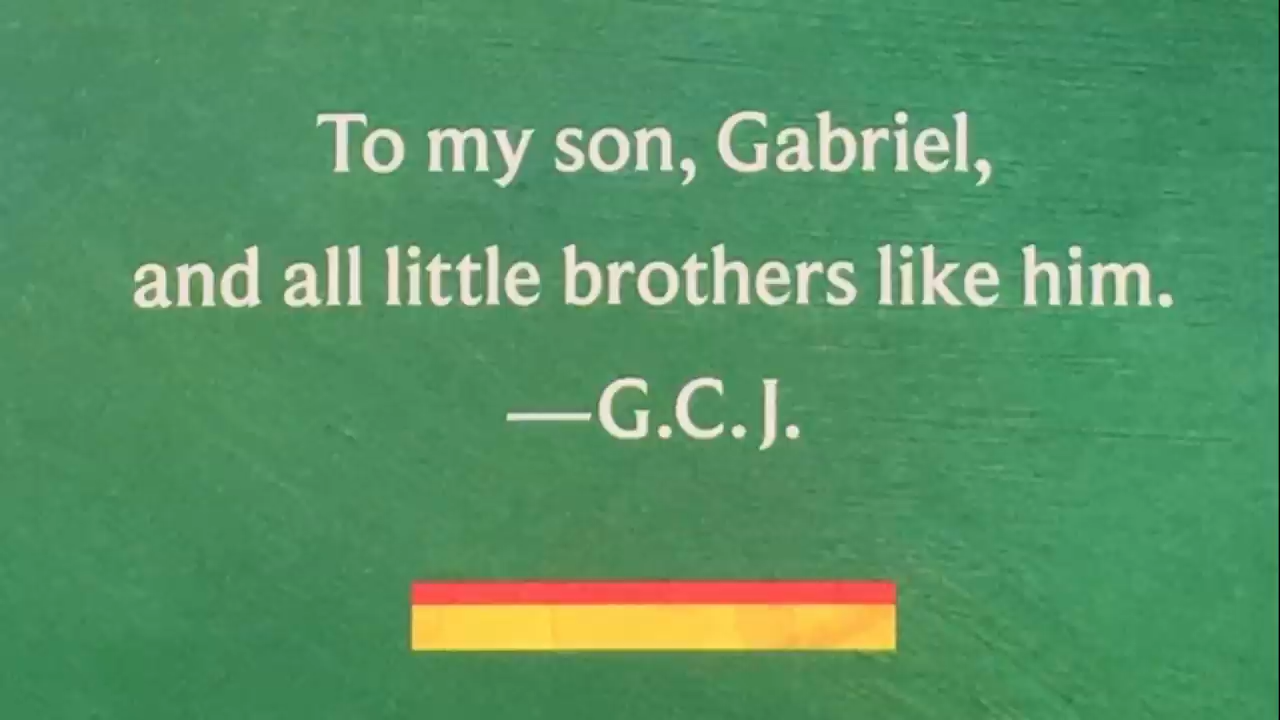 To my son, Gabriel,
and all little brothers like him.
—G.C.J.